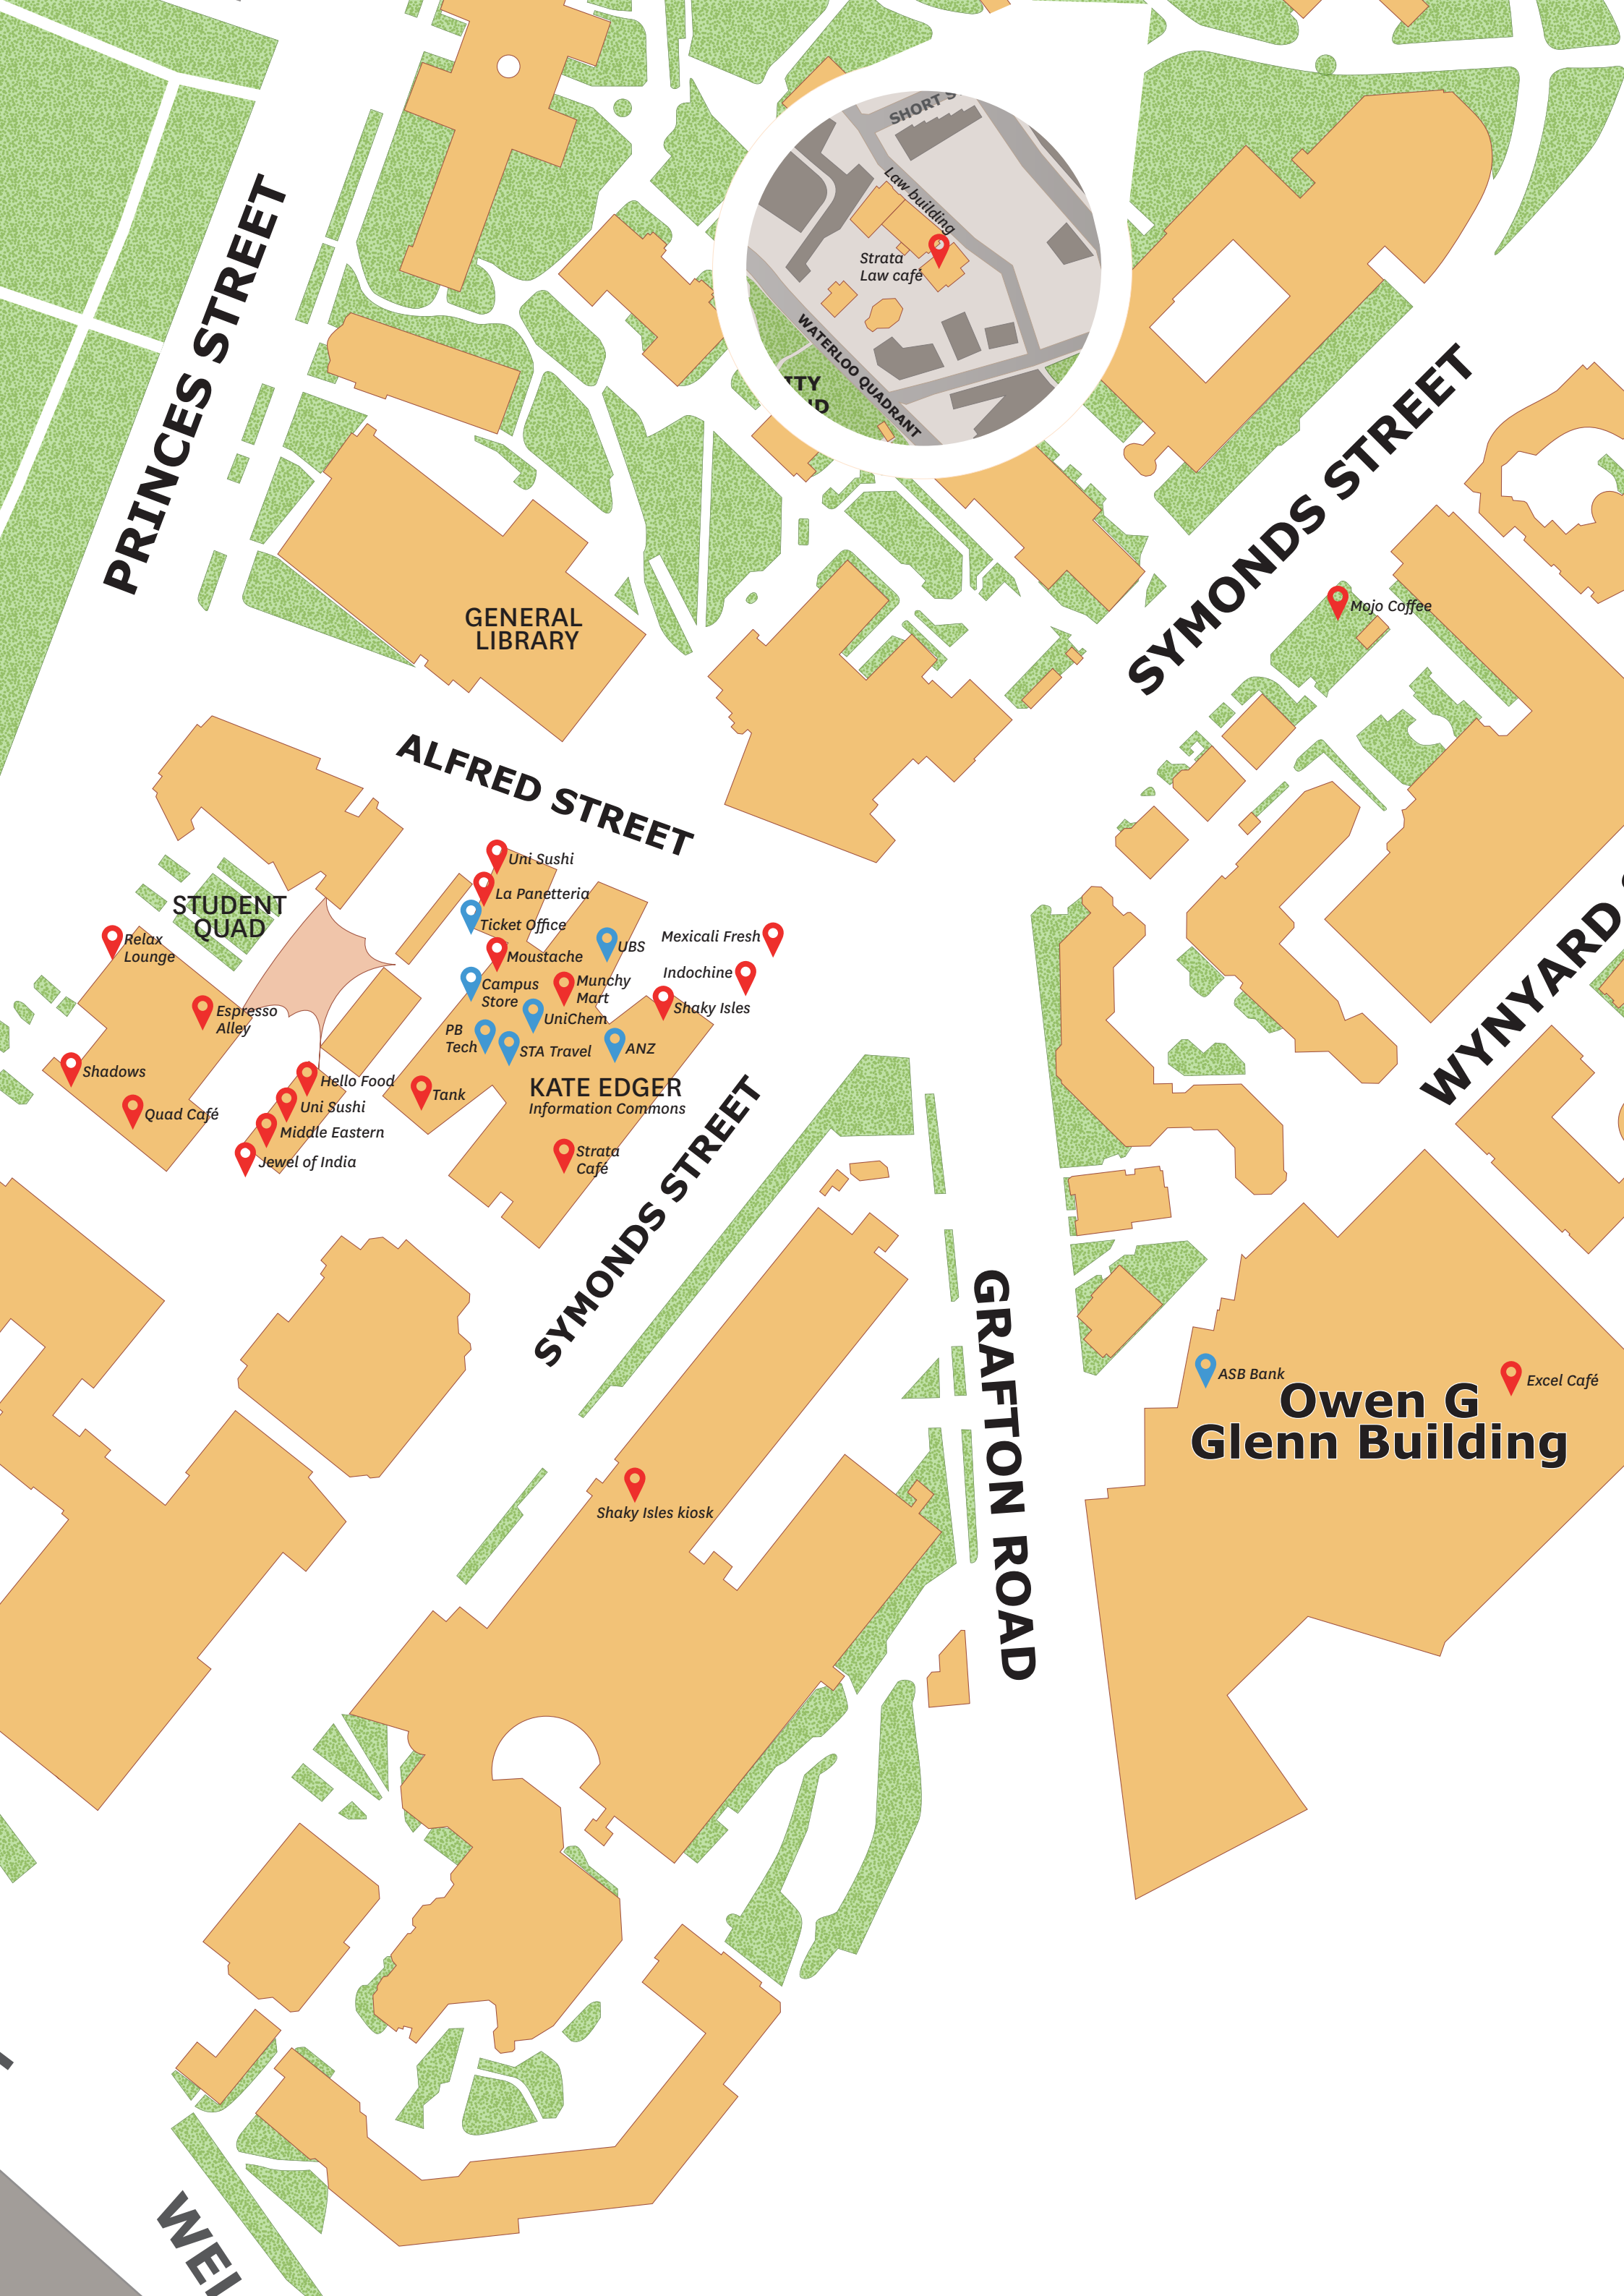 SHORT
Law building
Strata
Law café
WATERLOO QUADRANT
PRINCES STREET
SYMONDS STREET
Mojo Coffee
GENERAL
LIBRARY
ALFRED STREET
Uni Sushi
La Panetteria
Ticket Office
STUDENT
QUAD
Relax
Lounge
Moustache
UBS
Mexicali Fresh
Indochine
Campus
Store
Munchy
Mart
Shaky Isles
Espresso
Alley
UniChem
PB
Tech
STA Travel
ANZ
WYNYARD
Shadows
Hello Food
Tank
KATE EDGER
Information Commons
Quad Café
Uni Sushi
Middle Eastern
Jewel of India
Strata
Café
SYMONDS STREET
GRAFTON ROAD
ASB Bank
Excel Café
Owen G
Glenn Building
Shaky Isles kiosk